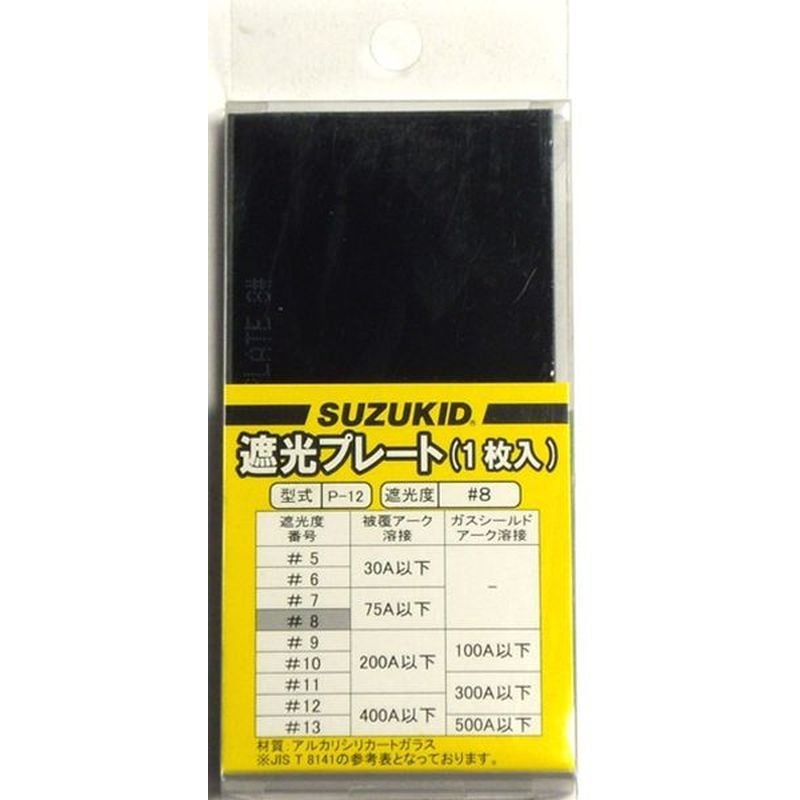 PLATE #8
SUZUKID®
遮光プレート(1枚入)
型式 P-12 遮光度 #8
遮光度番号 被覆アーク溶接 ガスシールドアーク溶接
#5
#6 30A以下
#7
#8 75A以下 -
#9
#10 200A以下 100A以下
#11
#12 400A以下 300A以下
#13 500A以下
材質:アルカリシリカートガラス
※JIS T 8141の参考表となっております。